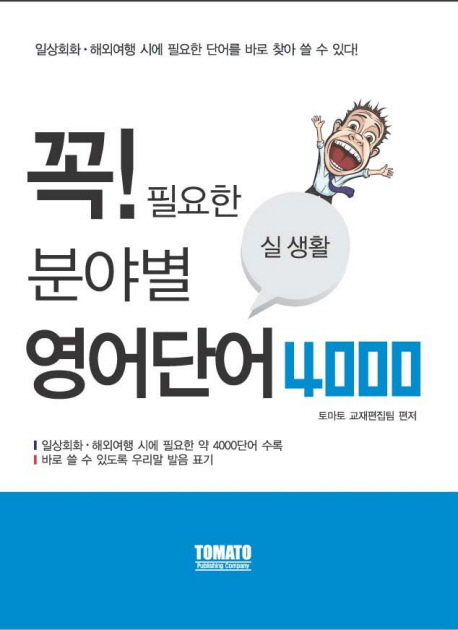 일상회화·해외여행 시에 필요한 단어를 바로 찾아 쓸 수 있다!
꼭! 필요한
실 생활
분야별
영어단어 4000
토마토 교재편집팀 편저
일상회화·해외여행 시에 필요한 약 4000단어 수록
바로 쓸 수 있도록 우리말 발음 표기
TOMATO
Publishing Company